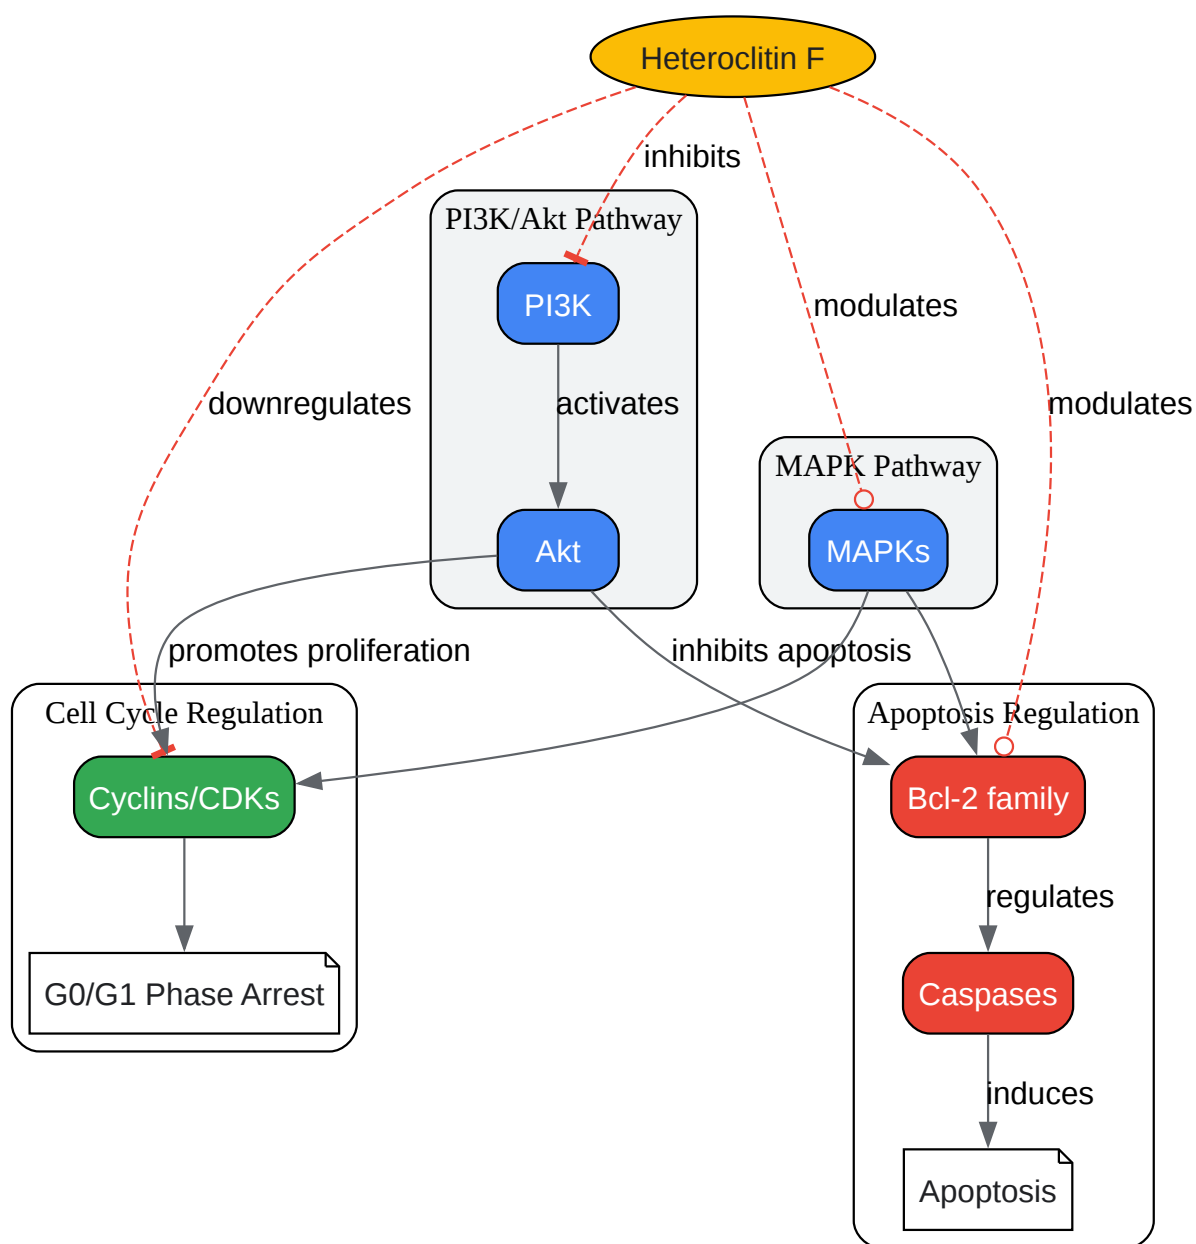 Heteroclitin F
inhibits
PI3K/Akt Pathway
PI3K
modulates
downregulates
activates
modulates
MAPK Pathway
Akt
MAPKs
promotes proliferation
inhibits apoptosis
Cell Cycle Regulation
Apoptosis Regulation
Cyclins/CDKs
Bcl-2 family
regulates
G0/G1 Phase Arrest
Caspases
induces
Apoptosis